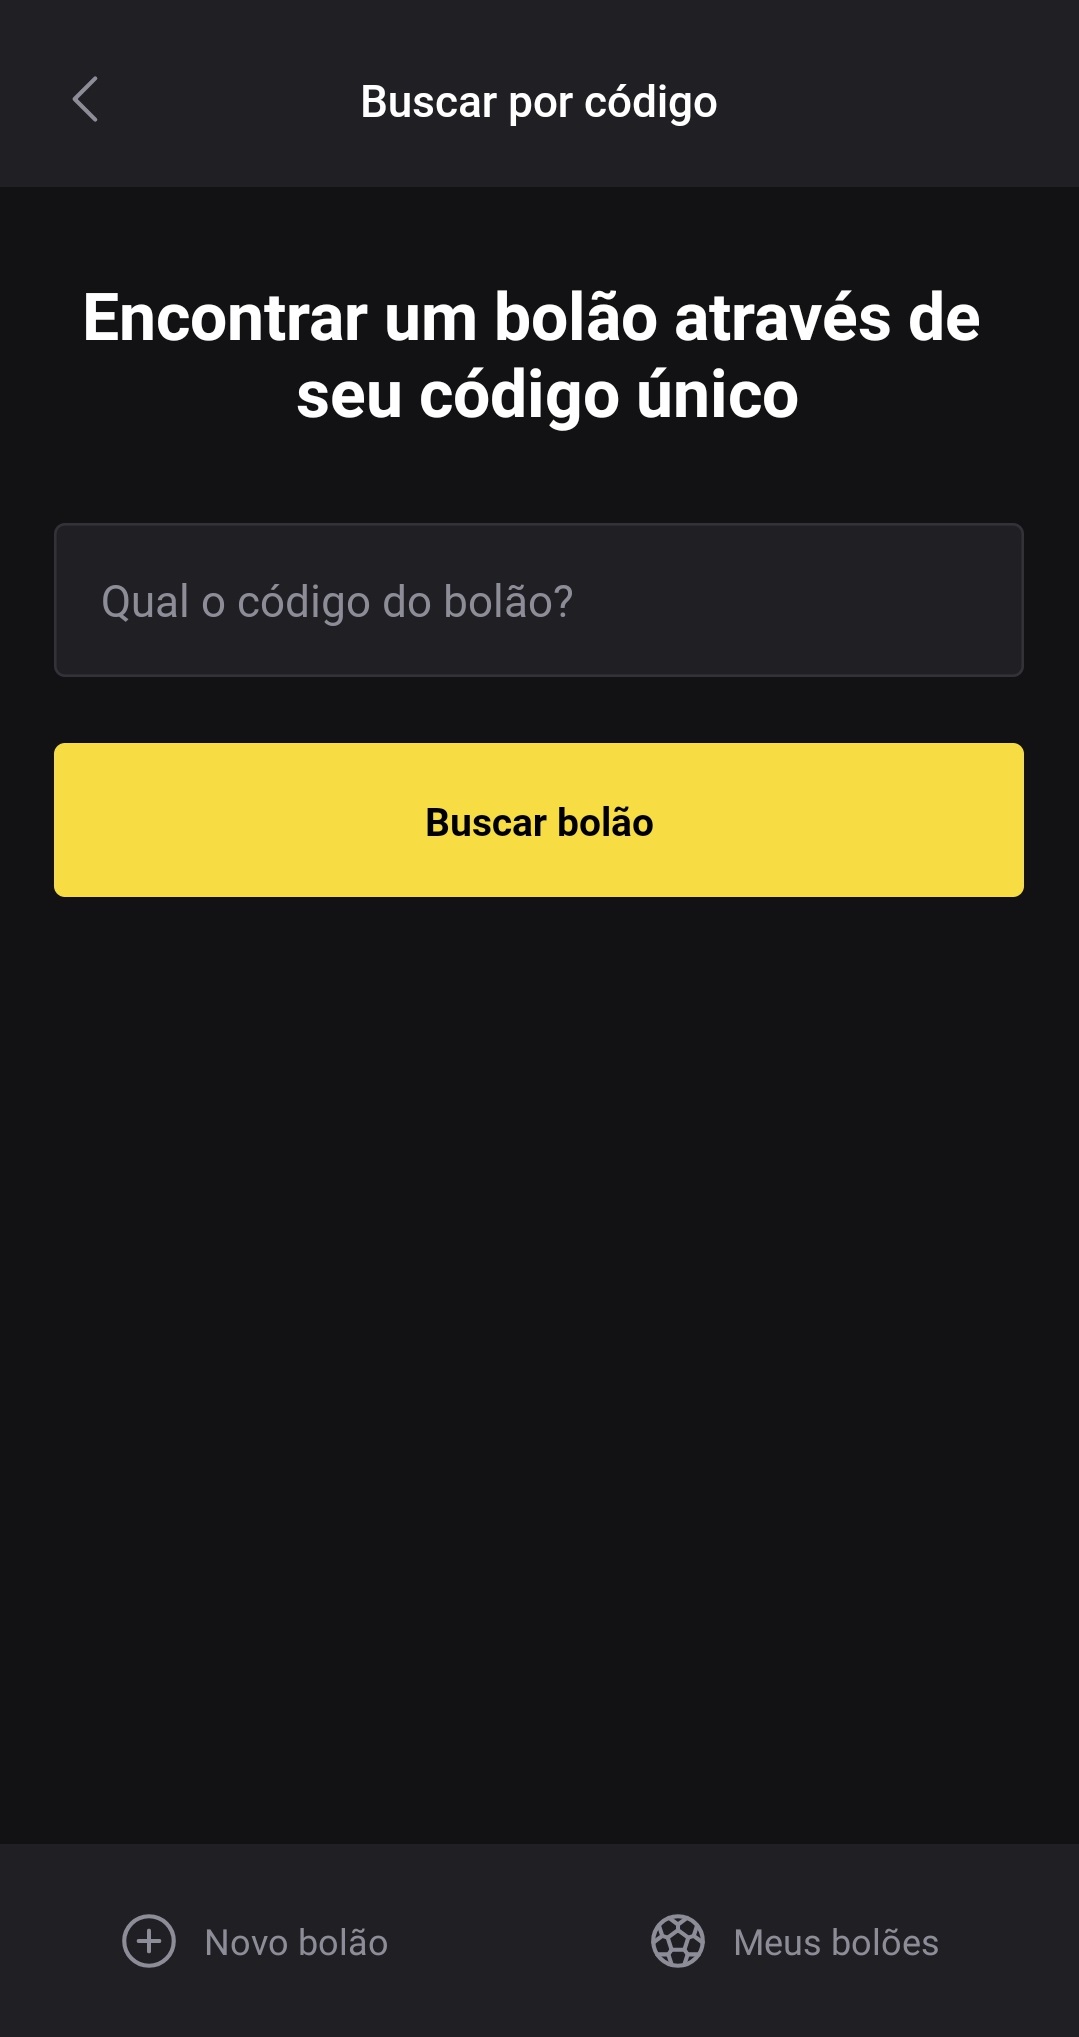 Buscar por código
Encontrar um bolão através de
seu código único
Qual o código do bolão?
Buscar bolão
Novo bolão
Meus bolões